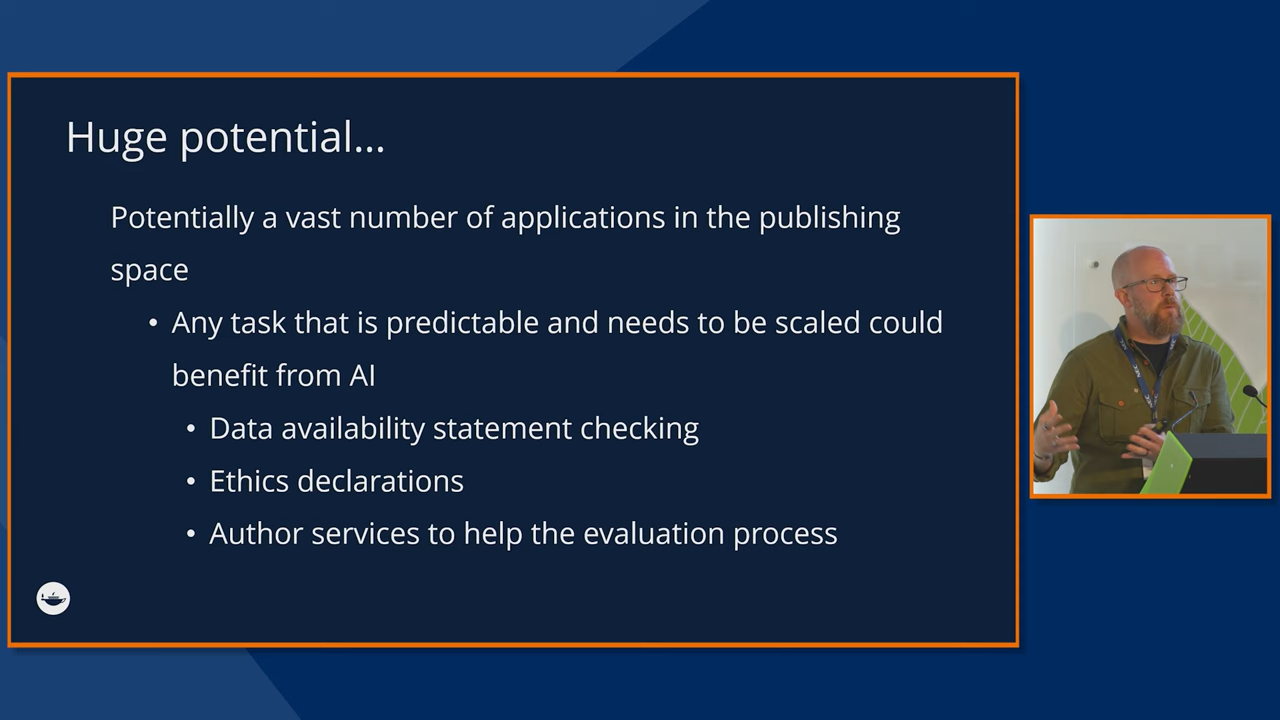 Huge potential...
Potentially a vast number of applications in the publishing
space
• Any task that is predictable and needs to be scaled could
benefit from AI
• Data availability statement checking
• Ethics declarations
• Author services to help the evaluation process